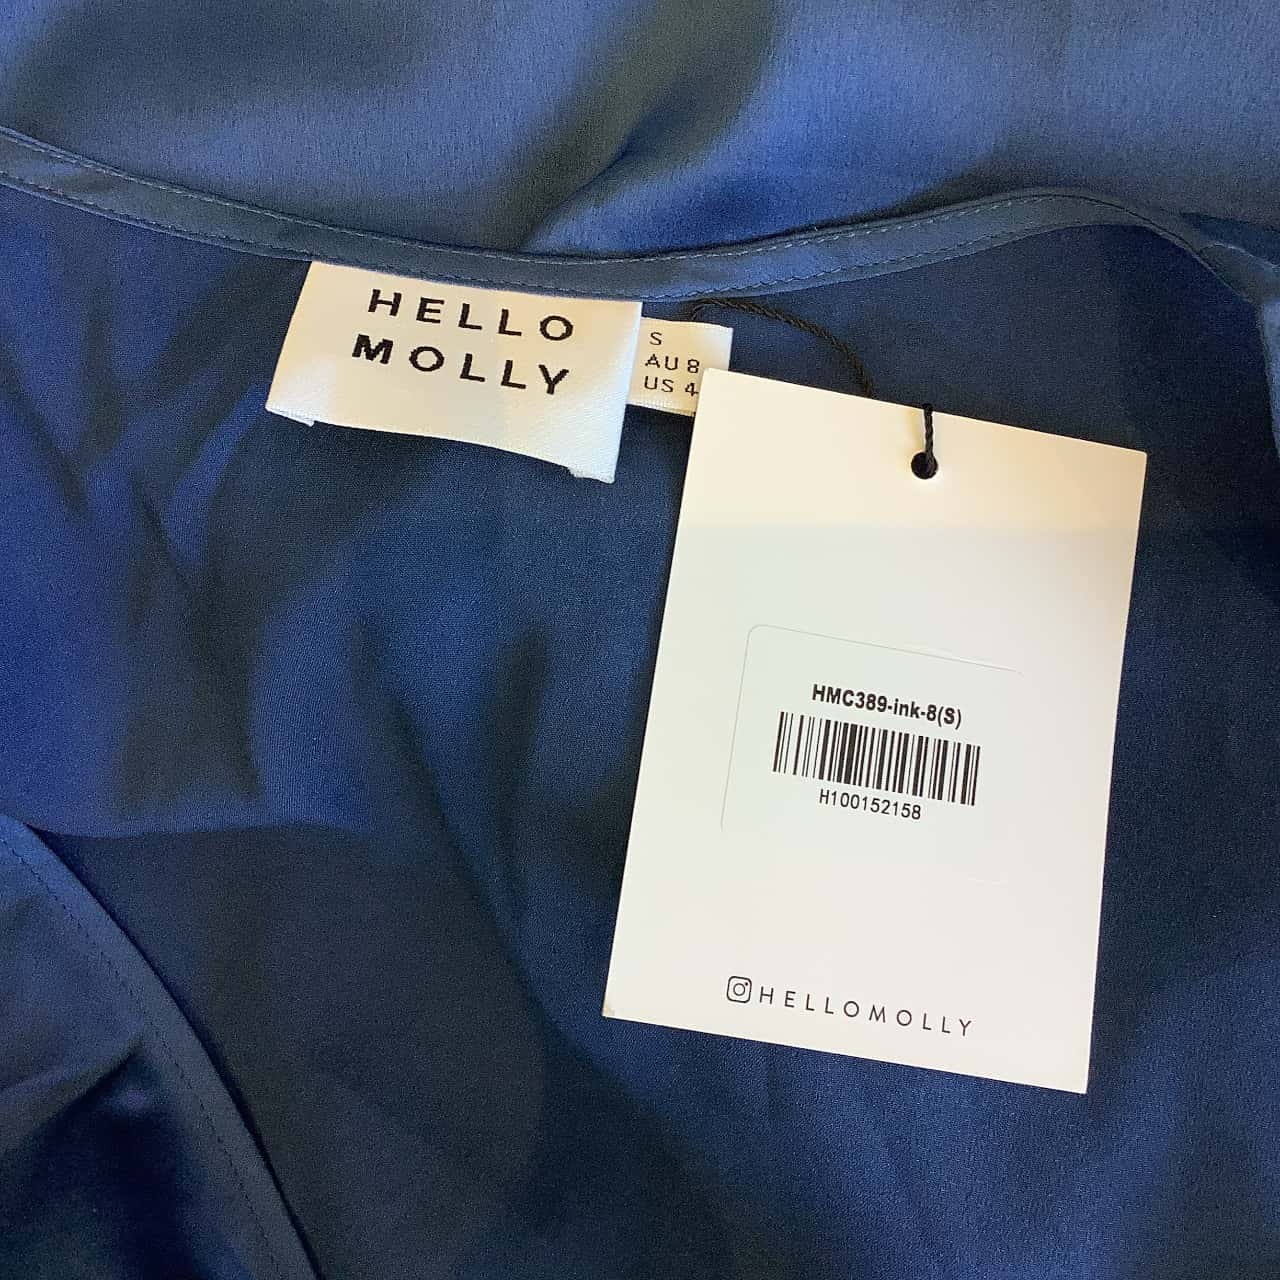 HELLO
MOLLY
S
AU 8
US 4
HMC389-ink-8(S)
H100152158
HELLOMOLLY